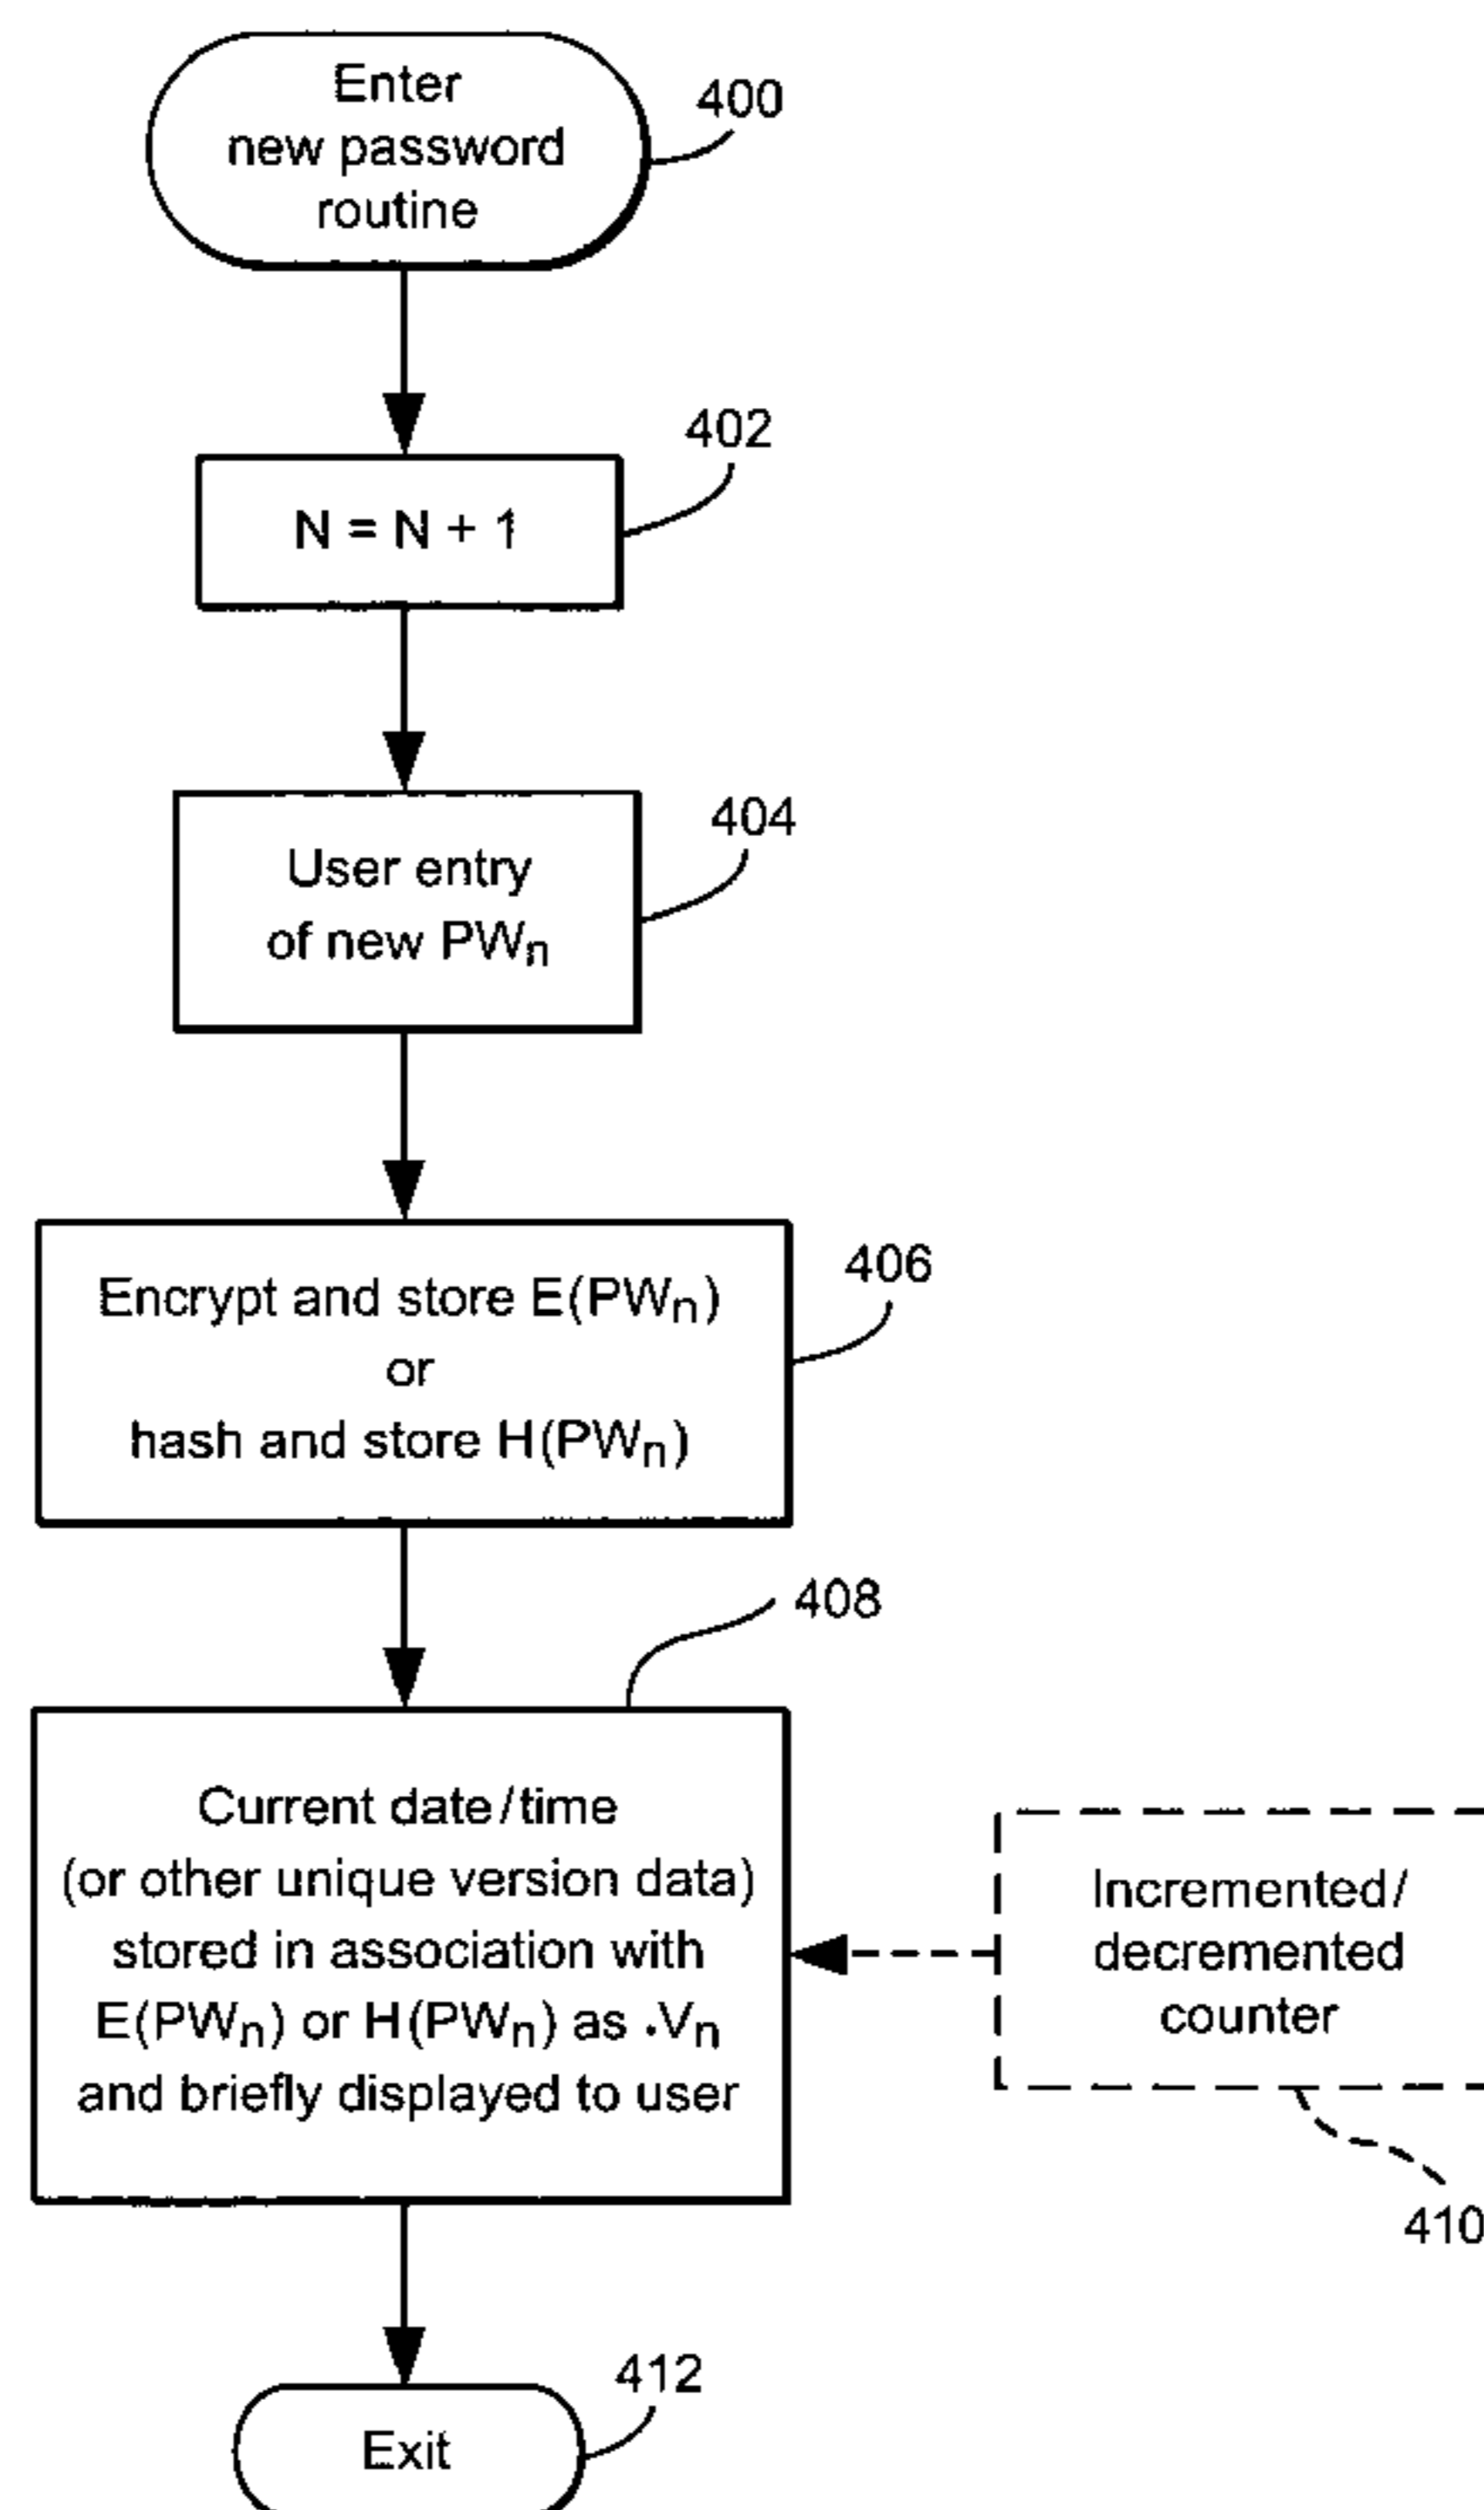 Enter
new password
routine
400
402
N = N + 1
404
User entry
of new PWn
406
Encrypt and store E(PWn)
or
hash and store H(PWn)
408
Current date/time
(or other unique version data)
stored in association with
E(PWn) or H(PWn) as .Vn
and briefly displayed to user
Incremented/
decremented
counter
410
412
Exit